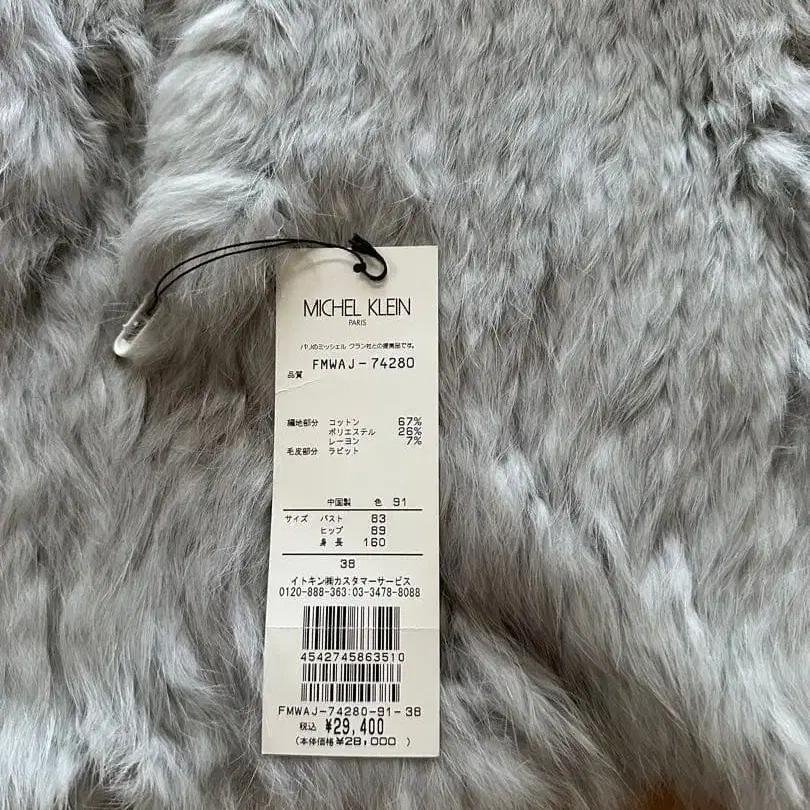 MICHEL KLEIN
PARIS
パリのミッシェル クラン社との提携品です。
FMWAJ-74280
品質
編地部分 コットン 67%
ポリエステル 26%
レーヨン 7%
毛皮部分 ラビット
中国製 色 91
サイズ バスト 83
ヒップ 89
身長 160
38
イトキン㈱カスタマーサービス
0120-888-363:03-3478-8088
4542745863510
FMWAJ-74280-91-38
税込 ¥29,400
(本体価格¥28,000 )